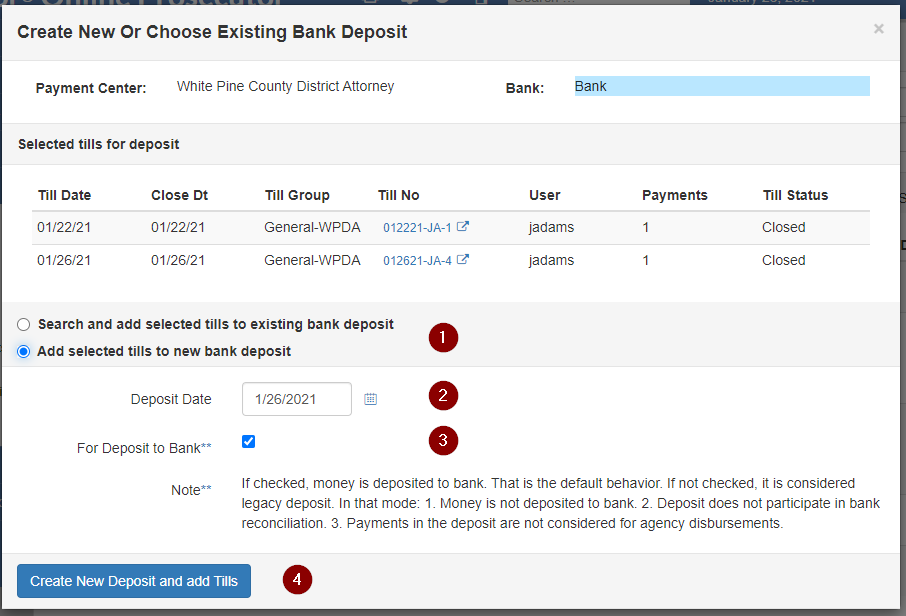 Create New Or Choose Existing Bank Deposit ×
Payment Center: White Pine County District Attorney Bank: Bank
Selected tills for deposit
Till Date Close Dt Till Group Till No User Payments Till Status
01/22/21 01/22/21 General-WPDA 012221-JA-1 jadams 1 Closed
01/26/21 01/26/21 General-WPDA 012621-JA-4 jadams 1 Closed
Search and add selected tills to existing bank deposit
1
Add selected tills to new bank deposit
Deposit Date 1/26/2021 2
For Deposit to Bank** 3
Note** If checked, money is deposited to bank. That is the default behavior. If not checked, it is considered
legacy deposit. In that mode: 1. Money is not deposited to bank. 2. Deposit does not participate in bank
reconciliation. 3. Payments in the deposit are not considered for agency disbursements.
Create New Deposit and add Tills 4